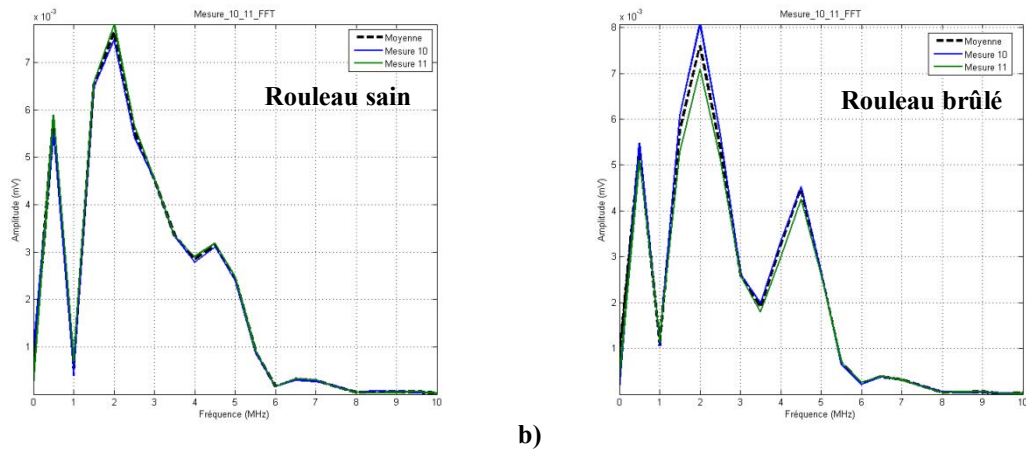 x 10⁻³
Mesure_10_11_FFT
Moyenne
Mesure 10
Mesure 11
Rouleau sain
7
6
5
4
3
2
1
Amplitude (mV)
0 1 2 3 4 5 6 7 8 9 10
Fréquence (MHz)
x 10⁻³
Mesure_10_11_FFT
Moyenne
Mesure 10
Mesure 11
Rouleau brûlé
8
7
6
5
4
3
2
1
Amplitude (mV)
0 1 2 3 4 5 6 7 8 9 10
Fréquence (MHz)
b)